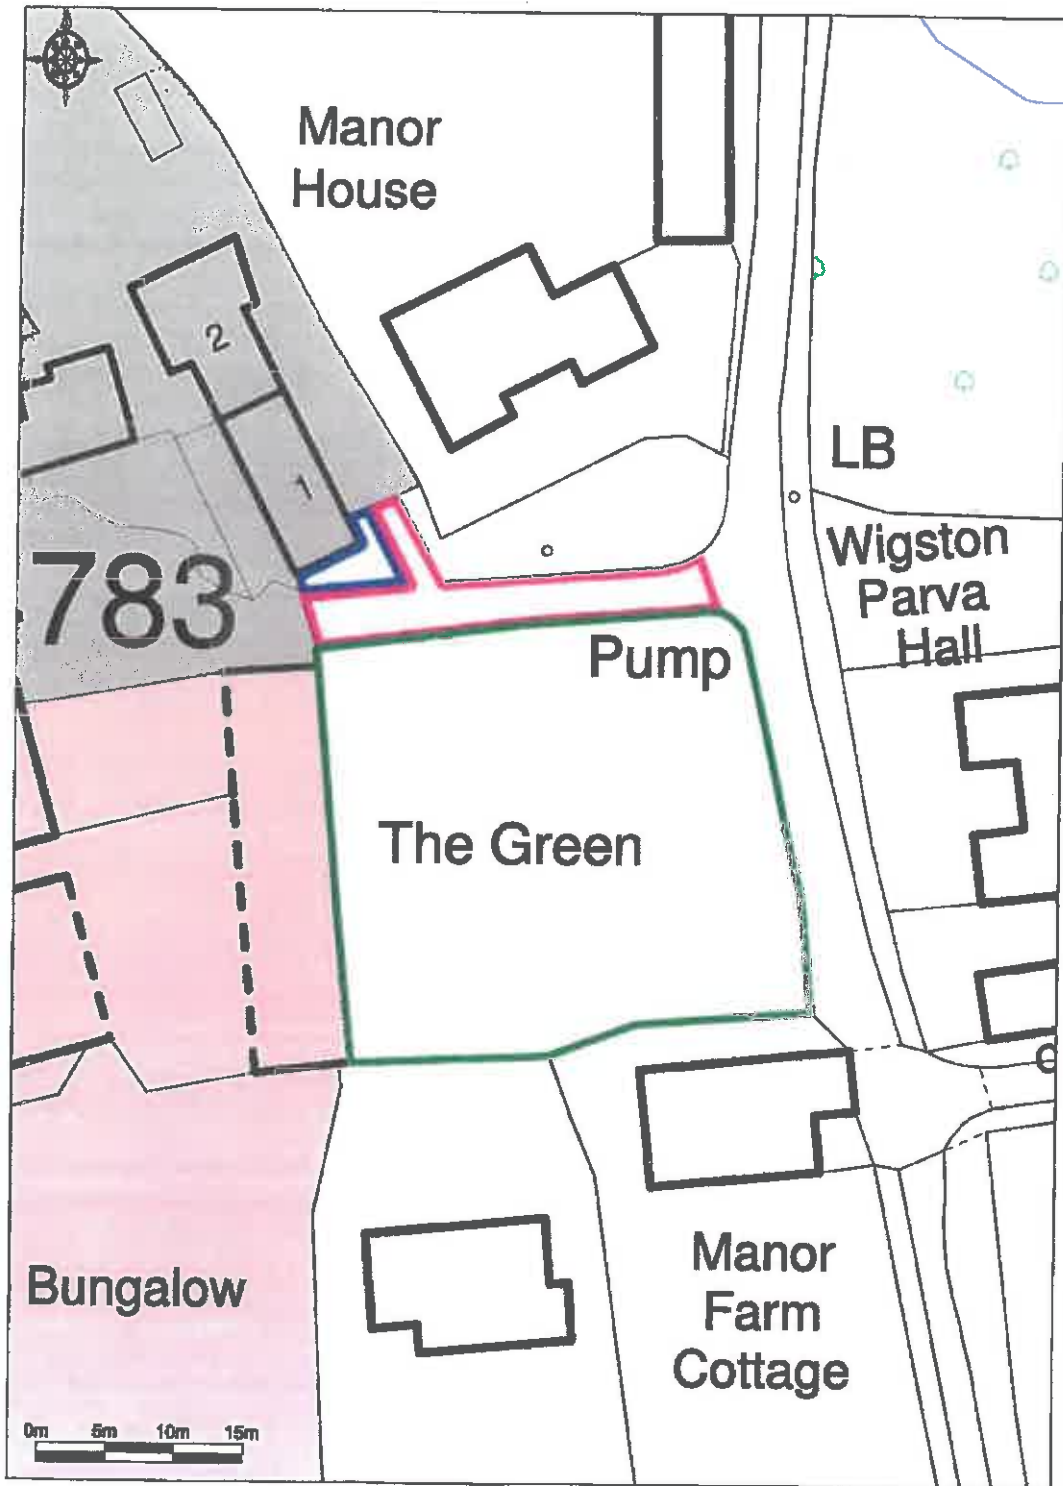 Manor
House
2
1
LB
783
Wigston
Parva
Hall
Pump
The Green
Bungalow
Manor
Farm
Cottage
0m 5m 10m 15m